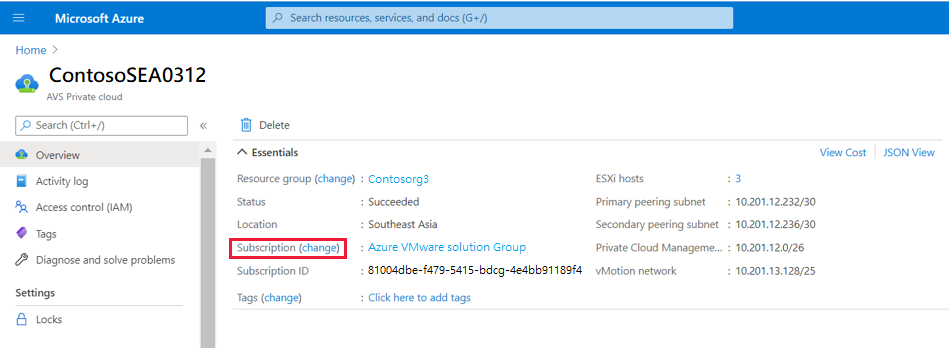 Microsoft Azure
Search resources, services, and docs (G+/)
Home
ContosoSEA0312
AVS Private cloud
Search (Ctrl+/)
Overview
Activity log
Access control (IAM)
Tags
Diagnose and solve problems
Settings
Locks
Delete
Essentials
View Cost
JSON View
Resource group (change) : Contosorg3
Status : Succeeded
Location : Southeast Asia
Subscription (change) : Azure VMware solution Group
Subscription ID : 81004dbe-f479-5415-bdcg-4e4bb91189f4
Tags (change) : Click here to add tags
ESXi hosts : 3
Primary peering subnet : 10.201.12.232/30
Secondary peering subnet : 10.201.12.236/30
Private Cloud Manageme... : 10.201.12.0/26
vMotion network : 10.201.13.128/25